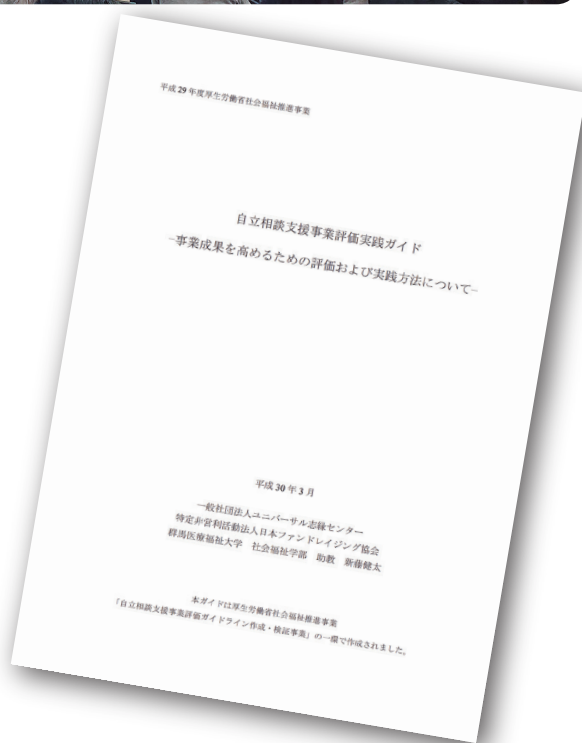 平成29年度厚生労働省社会福祉推進事業
自立相談支援事業評価実践ガイド
-事業成果を高めるための評価および実践方法について-
平成30年3月
一般社団法人ユニバーサル志縁センター
特定非営利活動法人日本ファンドレイジング協会
群馬医療福祉大学 社会福祉学部 助教 新藤健太
本ガイドは厚生労働省社会福祉推進事業
「自立相談支援事業評価ガイドライン作成・検証事業」の一環で作成されました。